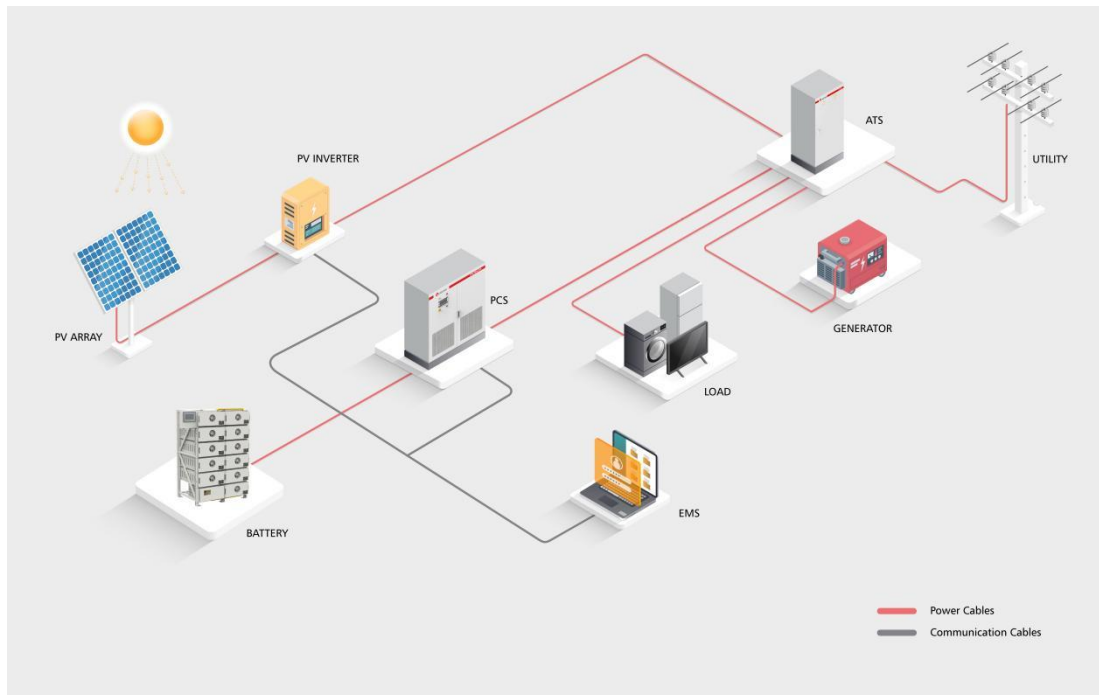 ATS
PV INVERTER
UTILITY
PCS
PV ARRAY
GENERATOR
LOAD
EMS
BATTERY
Power Cables
Communication Cables